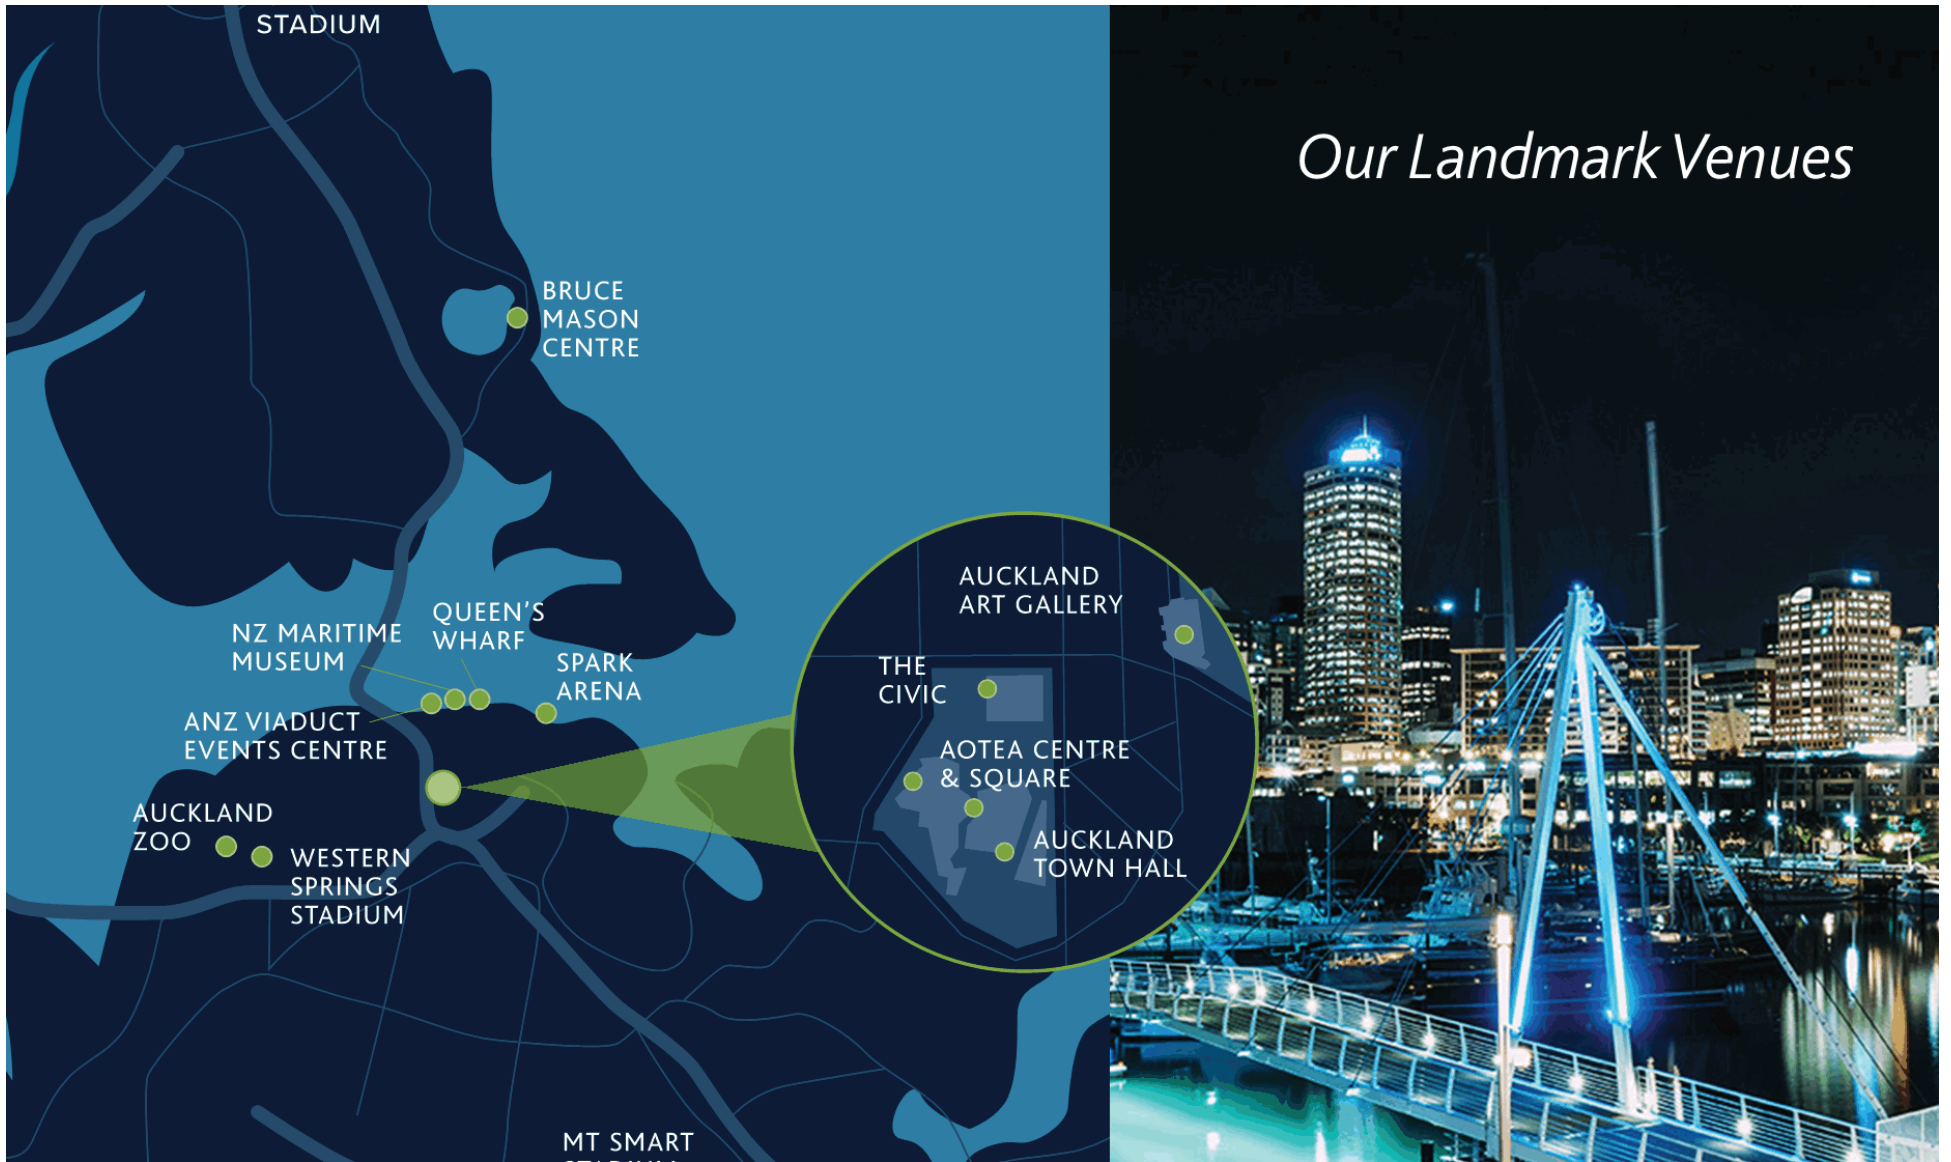 STADIUM
Our Landmark Venues
BRUCE
MASON
CENTRE
AUCKLAND
ART GALLERY
QUEEN'S
WHARF
NZ MARITIME
MUSEUM
SPARK
ARENA
THE
CIVIC
ANZ VIADUCT
EVENTS CENTRE
AOTEA CENTRE
& SQUARE
AUCKLAND
ZOO
AUCKLAND
TOWN HALL
WESTERN
SPRINGS
STADIUM
MT SMART
STADIUM